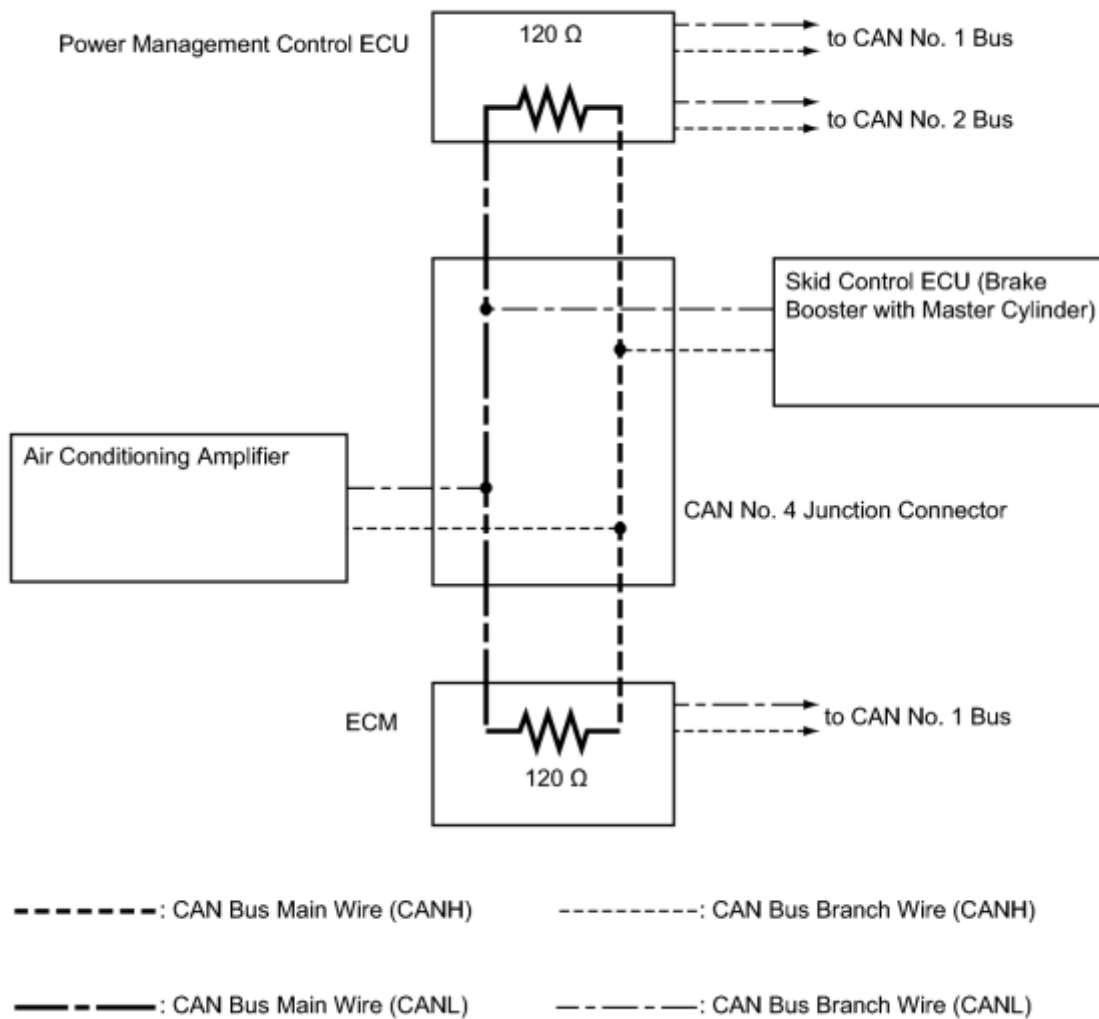 Power Management Control ECU
120 Ω
to CAN No. 1 Bus
to CAN No. 2 Bus
Skid Control ECU (Brake
Booster with Master Cylinder)
Air Conditioning Amplifier
CAN No. 4 Junction Connector
ECM
to CAN No. 1 Bus
120 Ω
: CAN Bus Main Wire (CANH)
: CAN Bus Branch Wire (CANH)
: CAN Bus Main Wire (CANL)
: CAN Bus Branch Wire (CANL)